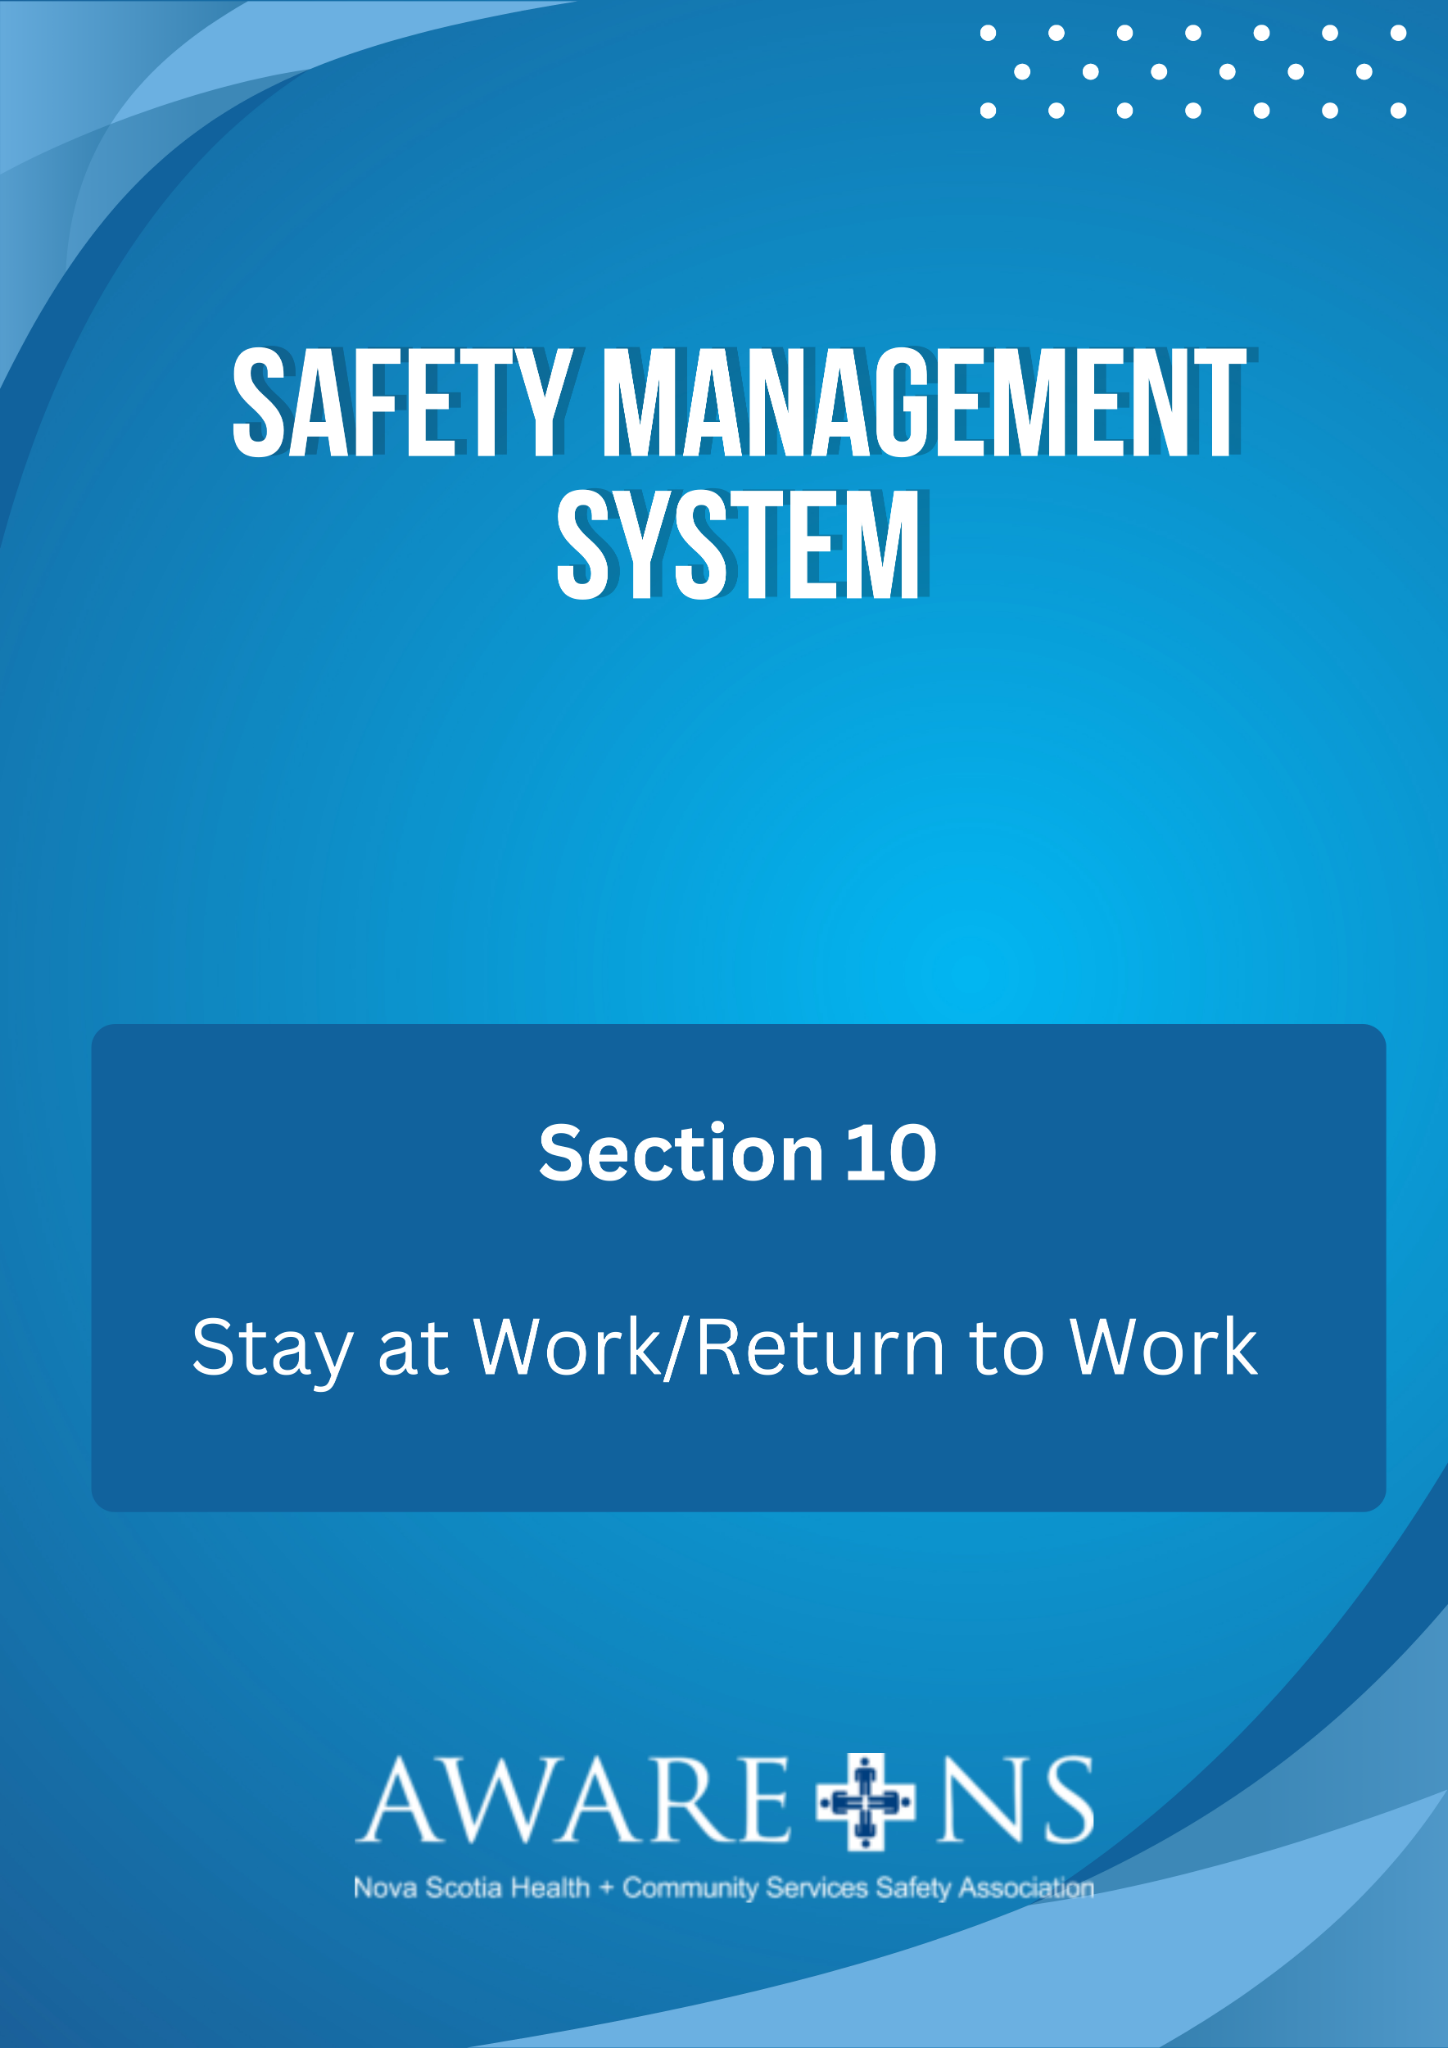 SAFETY MANAGEMENT
SYSTEM
Section 10
Stay at Work/Return to Work
AWARE NS
Nova Scotia Health + Community Services Safety Association